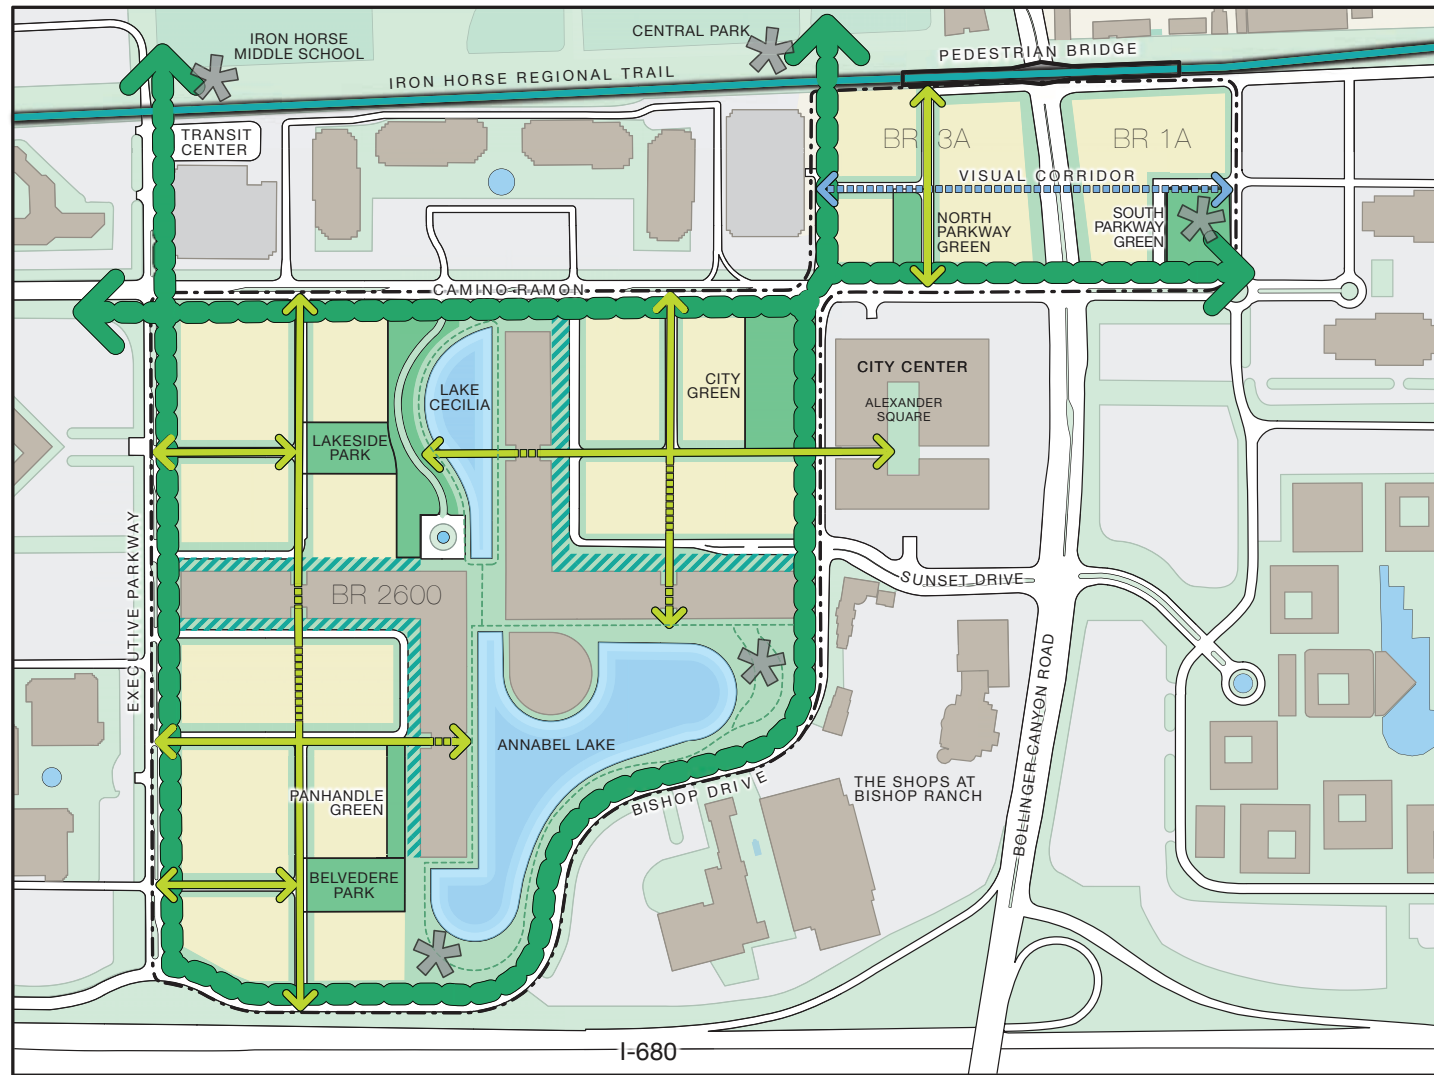 IRON HORSE
MIDDLE SCHOOL
CENTRAL PARK
PEDESTRIAN BRIDGE
IRON HORSE REGIONAL TRAIL
TRANSIT
CENTER
BR 3A
BR 1A
VISUAL CORRIDOR
NORTH
PARKWAY
GREEN
SOUTH
PARKWAY
GREEN
CAMINO RAMON
LAKE
CECILIA
CITY
GREEN
CITY CENTER
ALEXANDER
SQUARE
LAKESIDE
PARK
EXECUTIVE PARKWAY
BR 2600
SUNSET DRIVE
BOLLINGER CANYON ROAD
ANNABEL LAKE
BISHOP DRIVE
THE SHOPS AT
BISHOP RANCH
PANHANDLE
GREEN
BELVEDERE
PARK
I-680